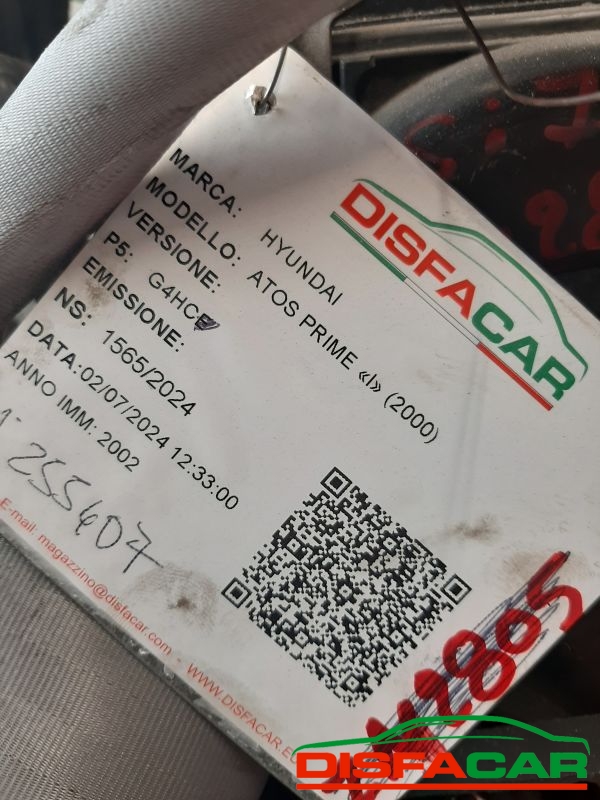 DISFACAR
MARCA: HYUNDAI
MODELLO: ATOS PRIME «I» (2000)
VERSIONE:
P5: G4HC
EMISSIONE:
NS: 1565/2024
DATA:02/07/2024 12:33:00
ANNO IMM: 2002
255407
E-mail: magazzino@disfacar.com - WWW.DISFACAR.EU
DISFACAR